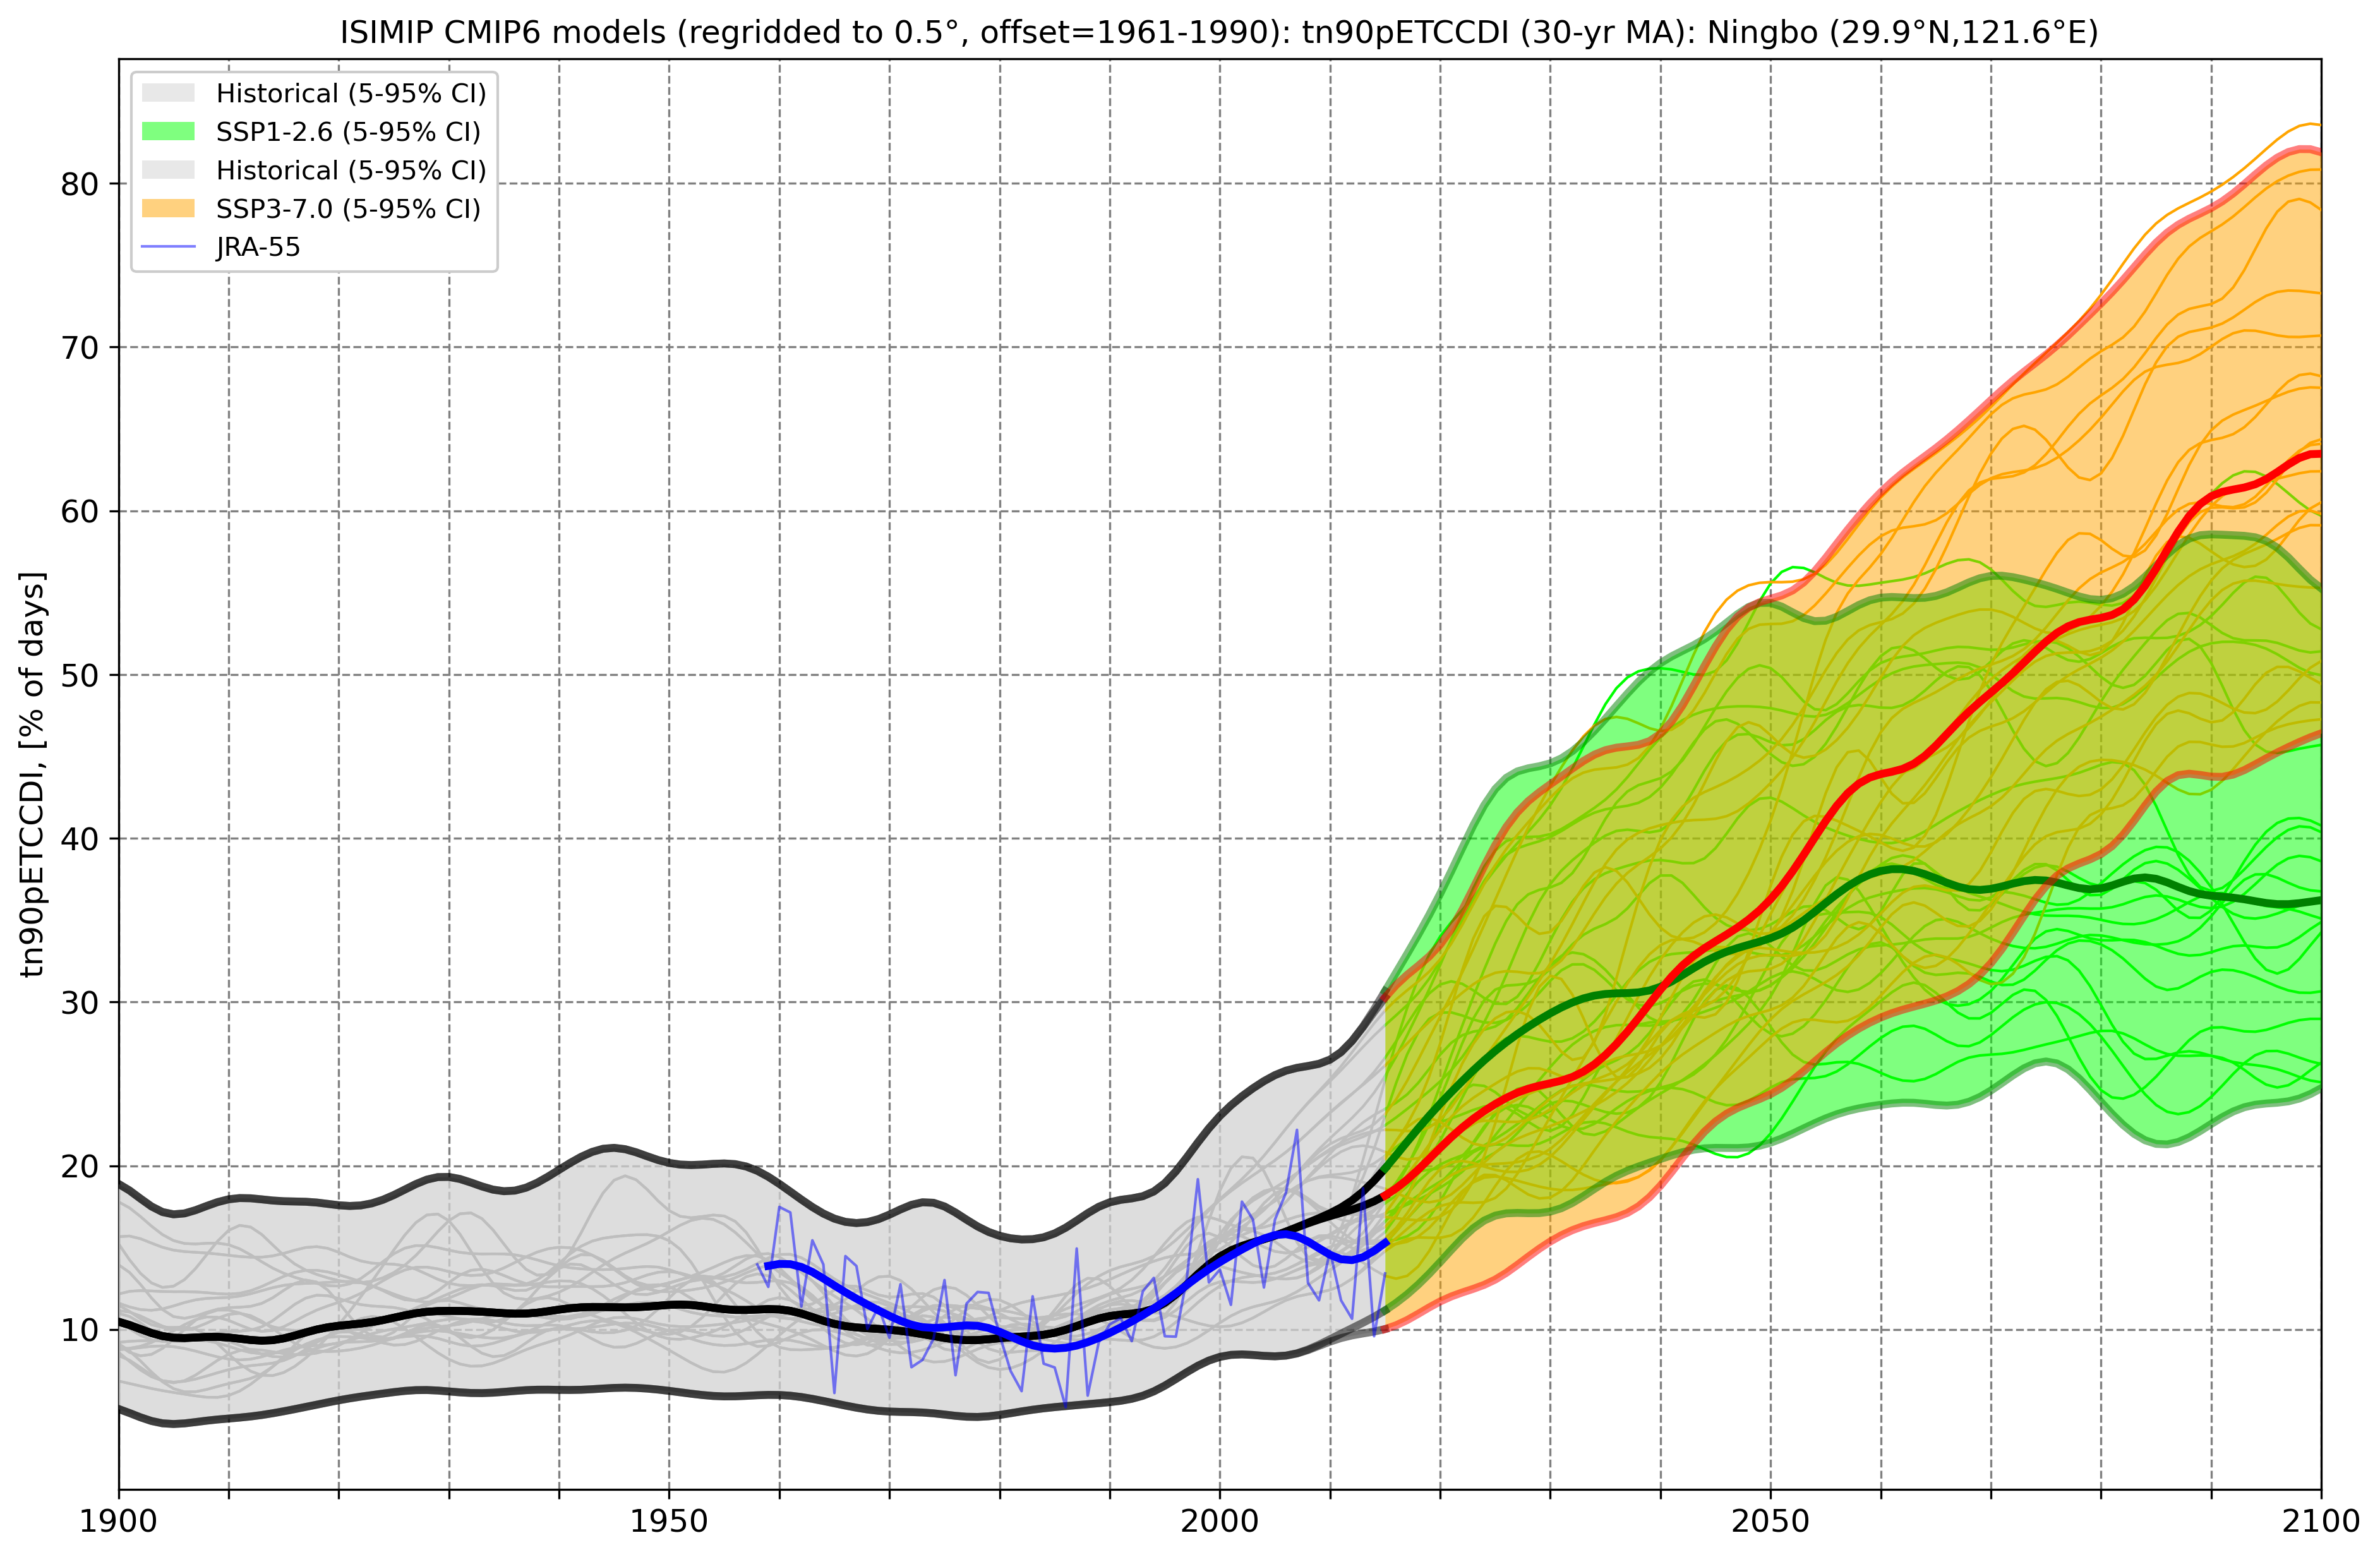 ISIMIP CMIP6 models (regridded to 0.5°, offset=1961-1990): tn90pETCCDI (30-yr MA): Ningbo (29.9°N,121.6°E)
Historical (5-95% CI)
SSP1-2.6 (5-95% CI)
Historical (5-95% CI)
SSP3-7.0 (5-95% CI)
JRA-55
tn90pETCCDI, [% of days]
80
70
60
50
40
30
20
10
1900
1950
2000
2050
2100